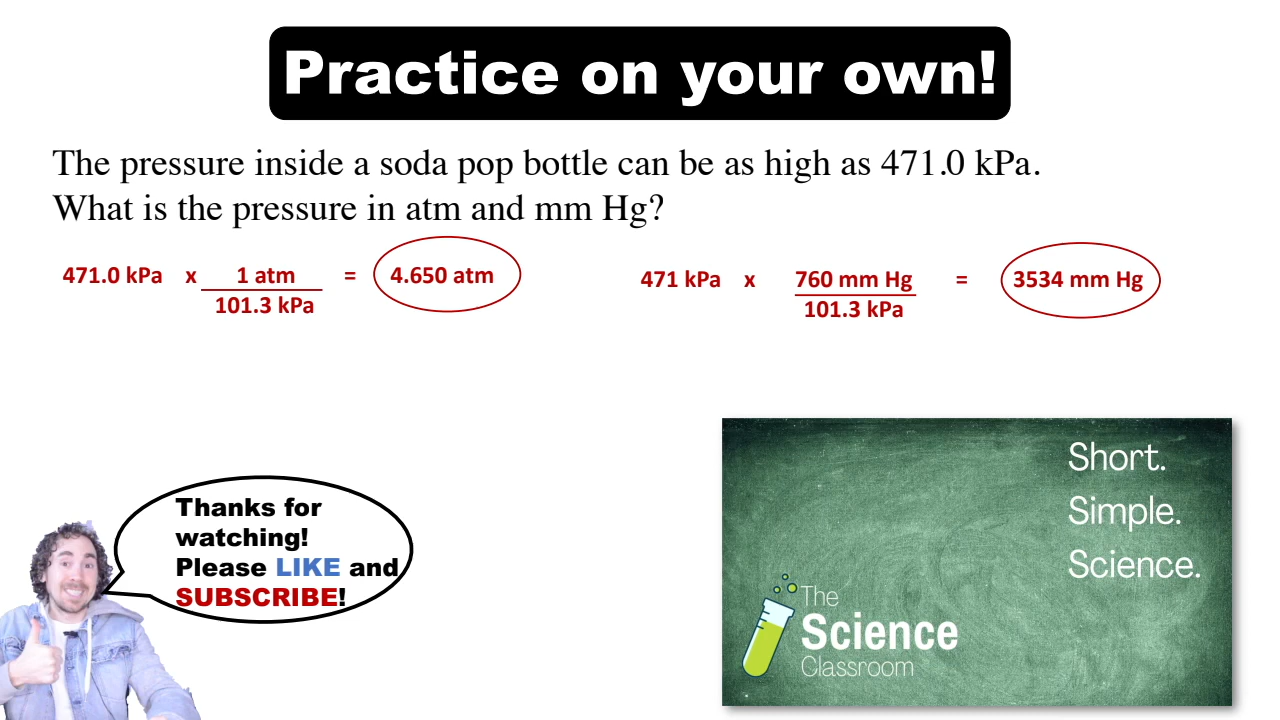 Practice on your own!
The pressure inside a soda pop bottle can be as high as 471.0 kPa.
What is the pressure in atm and mm Hg?
471.0 kPa x 1 atm = 4.650 atm
101.3 kPa
471 kPa x 760 mm Hg = 3534 mm Hg
101.3 kPa
Thanks for
watching!
Please LIKE and
SUBSCRIBE!
Short.
Simple.
Science.
The
Science
Classroom